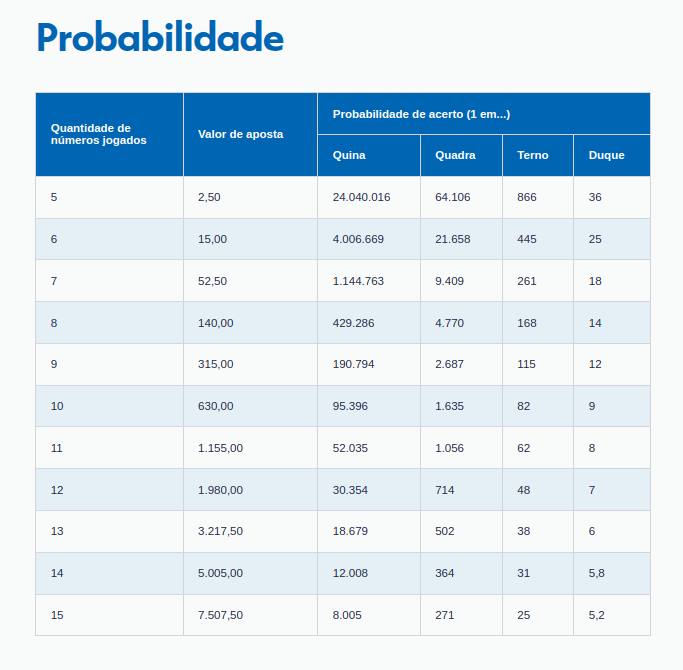 Probabilidade
Quantidade de
números jogados
Valor de aposta
Probabilidade de acerto (1 em...)
Quina Quadra Terno Duque
5 2,50 24.040.016 64.106 866 36
6 15,00 4.006.669 21.658 445 25
7 52,50 1.144.763 9.409 261 18
8 140,00 429.286 4.770 168 14
9 315,00 190.794 2.687 115 12
10 630,00 95.396 1.635 82 9
11 1.155,00 52.035 1.056 62 8
12 1.980,00 30.354 714 48 7
13 3.217,50 18.679 502 38 6
14 5.005,00 12.008 364 31 5,8
15 7.507,50 8.005 271 25 5,2